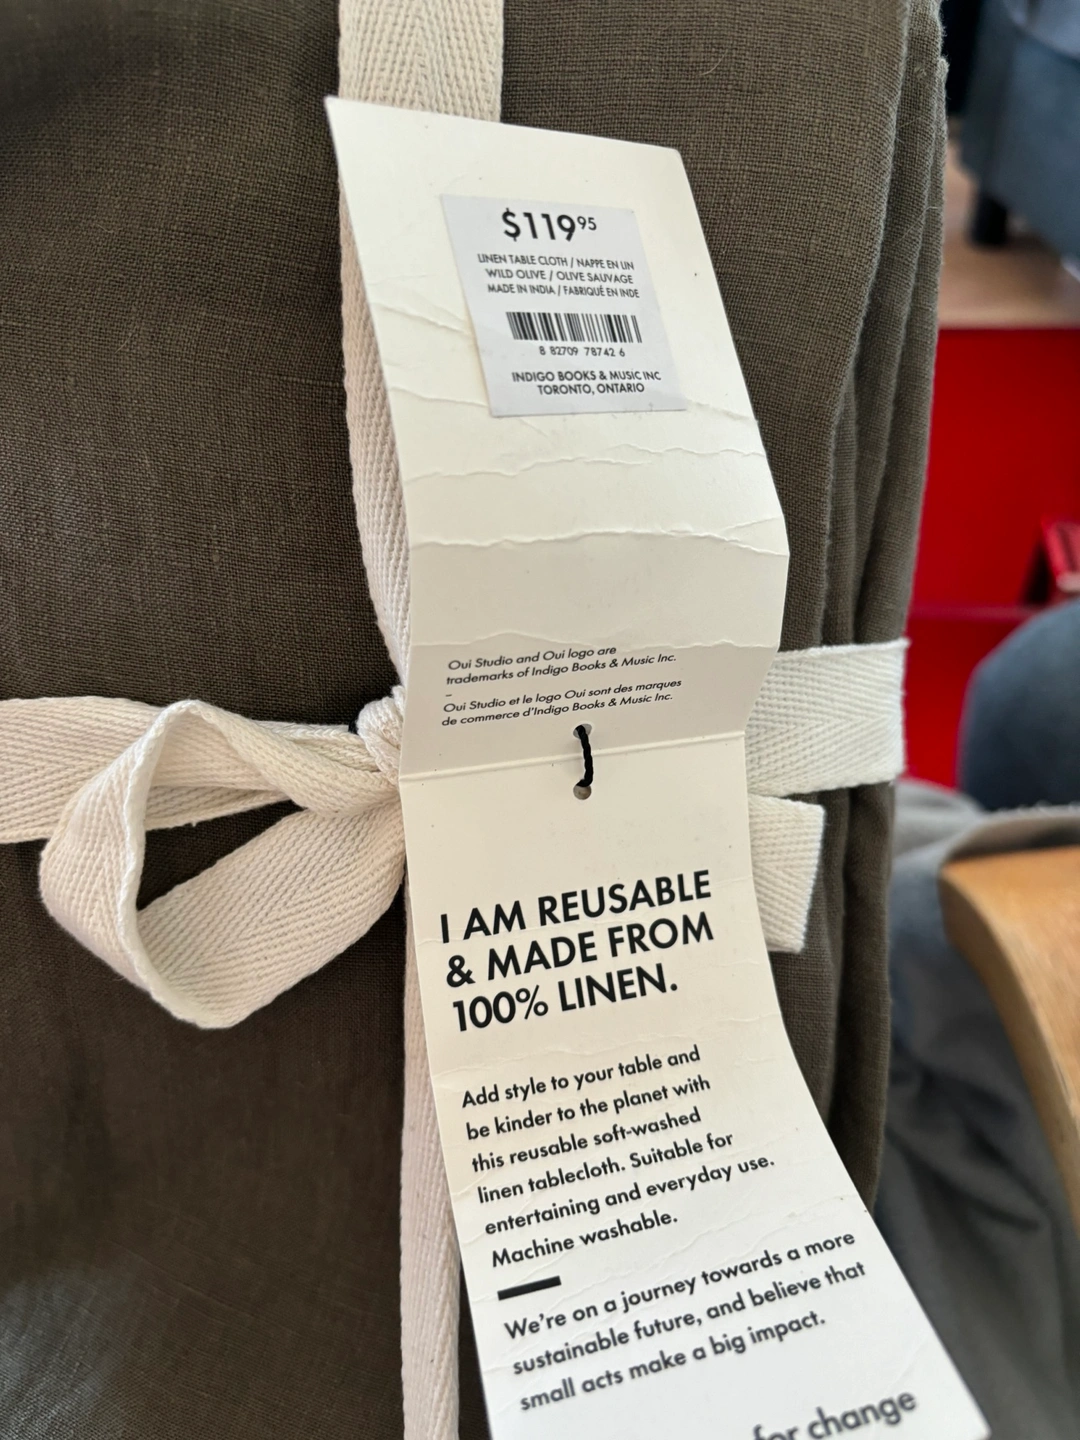 $119⁹⁵
LINEN TABLE CLOTH / NAPPE EN LIN
WILD OLIVE / OLIVE SAUVAGE
MADE IN INDIA / FABRIQUÉ EN INDE
8 82709 78742 6
INDIGO BOOKS & MUSIC INC
TORONTO, ONTARIO
Oui Studio and Oui logo are
trademarks of Indigo Books & Music Inc.
–
Oui Studio et le logo Oui sont des marques
de commerce d'Indigo Books & Music Inc.
I AM REUSABLE
& MADE FROM
100% LINEN.
Add style to your table and
be kinder to the planet with
this reusable soft-washed
linen tablecloth. Suitable for
entertaining and everyday use.
Machine washable.
We're on a journey towards a more
sustainable future, and believe that
small acts make a big impact.
for change